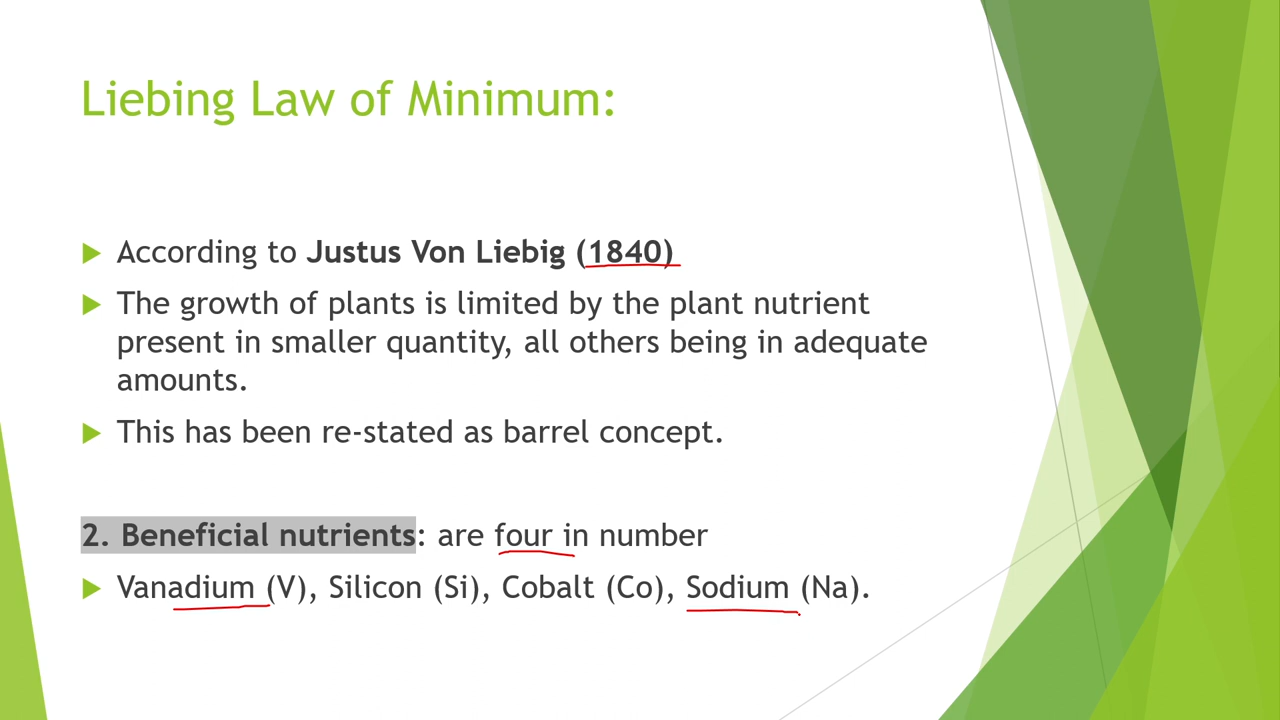 Liebing Law of Minimum:
According to Justus Von Liebig (1840)
The growth of plants is limited by the plant nutrient
present in smaller quantity, all others being in adequate
amounts.
This has been re-stated as barrel concept.
2. Beneficial nutrients: are four in number
Vanadium (V), Silicon (Si), Cobalt (Co), Sodium (Na).